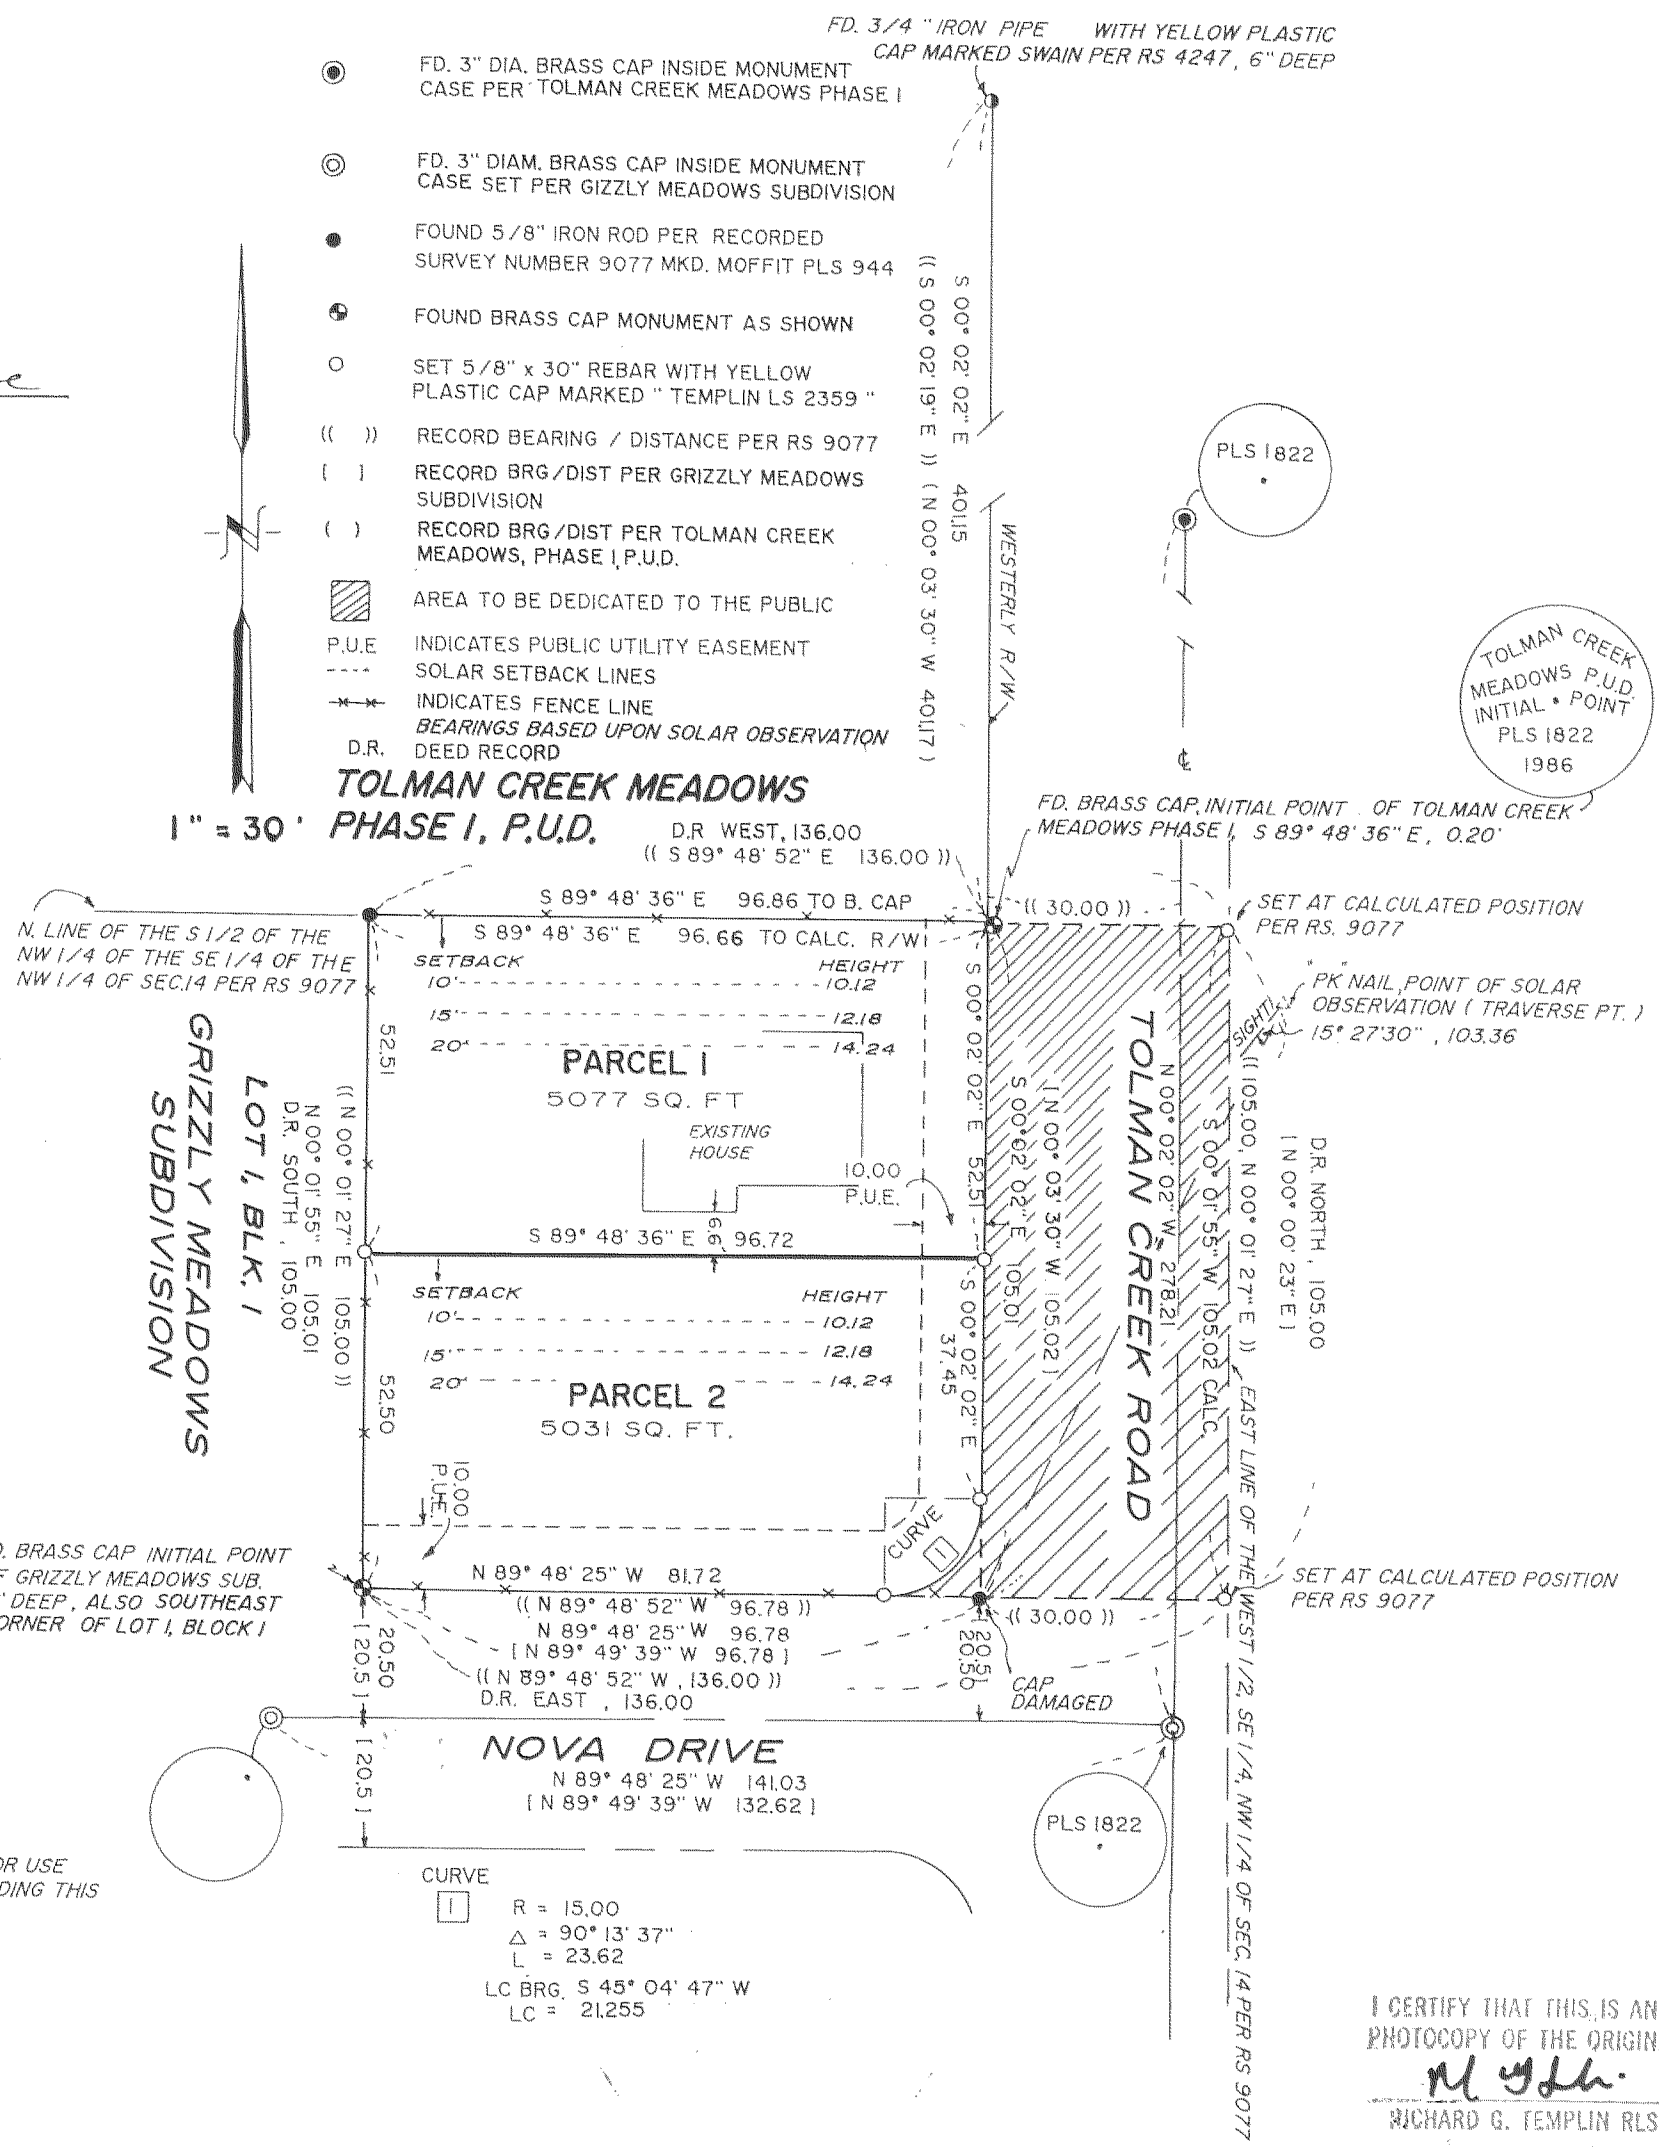 FD. 3/4 " IRON PIPE WITH YELLOW PLASTIC
CAP MARKED SWAIN PER RS 4247, 6" DEEP
FD. 3" DIA. BRASS CAP INSIDE MONUMENT
CASE PER TOLMAN CREEK MEADOWS PHASE I
FD. 3" DIAM. BRASS CAP INSIDE MONUMENT
CASE SET PER GIZZLY MEADOWS SUBDIVISION
FOUND 5/8" IRON ROD PER RECORDED
SURVEY NUMBER 9077 MKD. MOFFIT PLS 944
FOUND BRASS CAP MONUMENT AS SHOWN
SET 5/8" x 30" REBAR WITH YELLOW
PLASTIC CAP MARKED " TEMPLIN LS 2359 "
(( )) RECORD BEARING / DISTANCE PER RS 9077
[ ] RECORD BRG/DIST PER GRIZZLY MEADOWS
SUBDIVISION
( ) RECORD BRG/DIST PER TOLMAN CREEK
MEADOWS, PHASE I, P.U.D.
AREA TO BE DEDICATED TO THE PUBLIC
P.U.E INDICATES PUBLIC UTILITY EASEMENT
---- SOLAR SETBACK LINES
-x-x- INDICATES FENCE LINE
BEARINGS BASED UPON SOLAR OBSERVATION
D.R. DEED RECORD
N
TOLMAN CREEK MEADOWS
PHASE I, P.U.D.
1" = 30'
S 00° 02' 02" E 401.15
(( S 00° 02' 19" E )) ( N 00° 03' 30" W 401.17 )
WESTERLY R/W
PLS 1822
℄
TOLMAN CREEK
MEADOWS P.U.D.
INITIAL • POINT
PLS 1822
1986
FD. BRASS CAP, INITIAL POINT OF TOLMAN CREEK
MEADOWS PHASE I, S 89° 48' 36" E, 0.20'
D.R WEST, 136.00
(( S 89° 48' 52" E 136.00 ))
S 89° 48' 36" E 96.86 TO B. CAP
S 89° 48' 36" E 96.66 TO CALC. R/W
(( 30.00 ))
SET AT CALCULATED POSITION
PER RS. 9077
N. LINE OF THE S 1/2 OF THE
NW 1/4 OF THE SE 1/4 OF THE
NW 1/4 OF SEC.14 PER RS 9077
"PK" NAIL, POINT OF SOLAR
OBSERVATION ( TRAVERSE PT. )
15° 27'30" , 103.36
SIGHT
SETBACK HEIGHT
10' 10.12
15' 12.18
20' 14.24
PARCEL 1
5077 SQ. FT
EXISTING
HOUSE
10.00
P.U.E.
6.6'
S 89° 48' 36" E 96.72
SETBACK HEIGHT
10' 10.12
15' 12.18
20' 14.24
PARCEL 2
5031 SQ. FT.
10.00
P.U.E.
CURVE
1
52.51
52.50
(( N 00° 01' 27" E 105.00 ))
N 00° 01' 55" E 105.01
D.R. SOUTH , 105.00
LOT 1, BLK. 1
GRIZZLY MEADOWS
SUBDIVISION
S 00° 02' 02" E 52.51
S 00° 02' 02" E
37.45
S 00° 02' 02" E 105.01
[ N 00° 03' 30" W 105.02 ]
TOLMAN CREEK ROAD
N 00° 02' 02" W 278.21
S 00° 01' 55" W 105.02 CALC.
(( 105.00, N 00° 01' 27" E ))
[ N 00° 00' 23" E ]
D.R. NORTH , 105.00
EAST LINE OF THE WEST 1/2, SE 1/4, NW 1/4 OF SEC. 14 PER RS 9077
BRASS CAP INITIAL POINT
GRIZZLY MEADOWS SUB.
DEEP, ALSO SOUTHEAST
OF LOT 1, BLOCK 1
N 89° 48' 25" W 81.72
(( N 89° 48' 52" W 96.78 ))
N 89° 48' 25" W 96.78
[ N 89° 49' 39" W 96.78 ]
(( N 89° 48' 52" W , 136.00 ))
D.R. EAST , 136.00
(( 30.00 ))
SET AT CALCULATED POSITION
PER RS 9077
CAP
DAMAGED
20.50
[ 20.5 ]
20.51
20.50
[ 20.5 ]
NOVA DRIVE
N 89° 48' 25" W 141.03
[ N 89° 49' 39" W 132.62 ]
PLS 1822
USE
THIS
CURVE
1
R = 15.00
Δ = 90° 13' 37"
L = 23.62
LC BRG. S 45° 04' 47" W
LC = 21.255
I CERTIFY THAT THIS IS AN
PHOTOCOPY OF THE ORIGIN
RICHARD G. TEMPLIN RLS